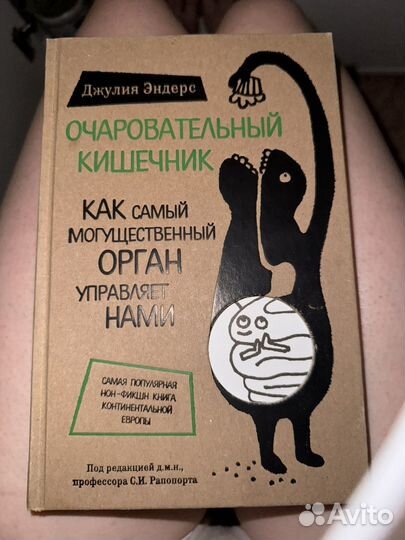 Джулия Эндерс
ОЧАРОВАТЕЛЬНЫЙ
КИШЕЧНИК
КАК САМЫЙ
МОГУЩЕСТВЕННЫЙ
ОРГАН
УПРАВЛЯЕТ
НАМИ
САМАЯ ПОПУЛЯРНАЯ
НОН-ФИКШН КНИГА
КОНТИНЕНТАЛЬНОЙ
ЕВРОПЫ
Под редакцией д.м.н.,
профессора С.И. Рапопорта
Avito